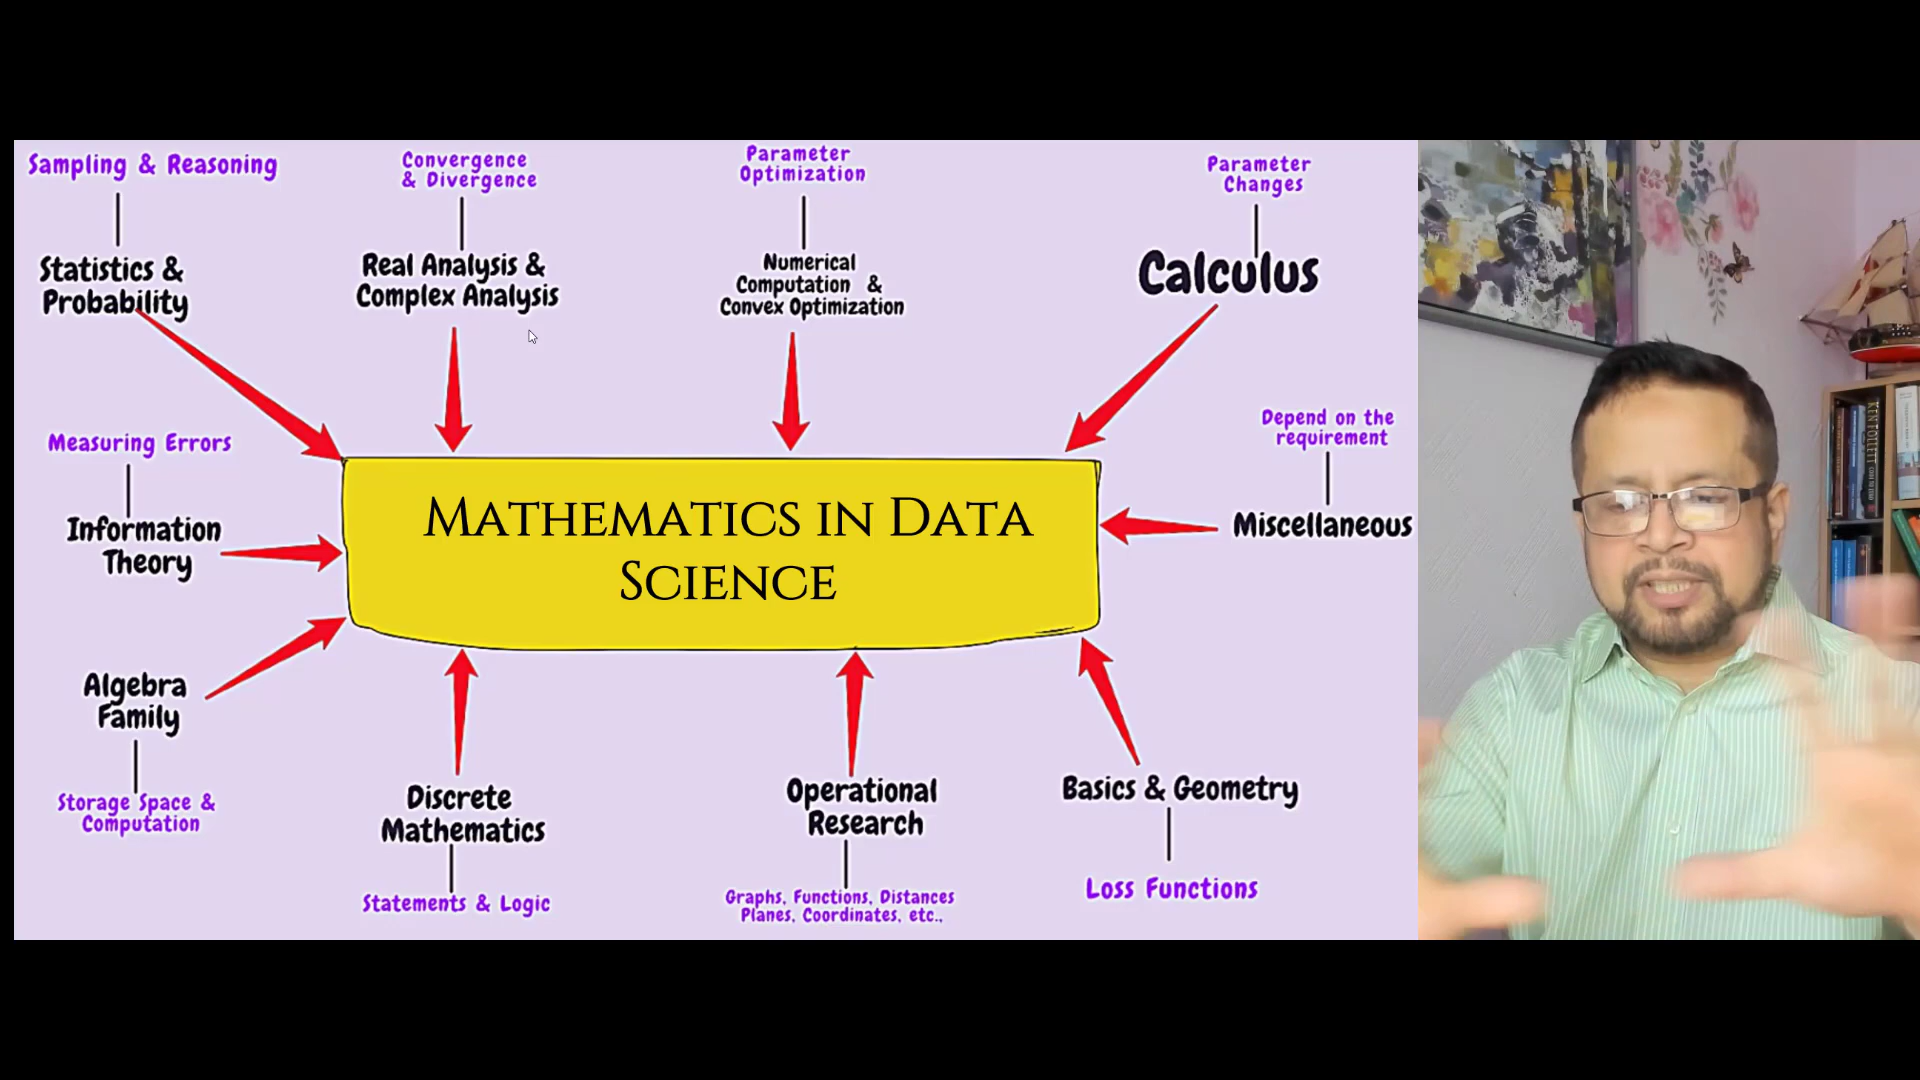 Sampling & Reasoning
Statistics &
Probability
Convergence
& Divergence
Real Analysis &
Complex Analysis
Parameter
Optimization
Numerical
Computation &
Convex Optimization
Parameter
Changes
Calculus
Measuring Errors
Information
Theory
Mathematics in Data
Science
Depend on the
requirement
Miscellaneous
Algebra
Family
Storage Space &
Computation
Discrete
Mathematics
Statements & Logic
Operational
Research
Graphs, Functions, Distances
Planes, Coordinates, etc.,
Basics & Geometry
Loss Functions
KEN FOLLETT